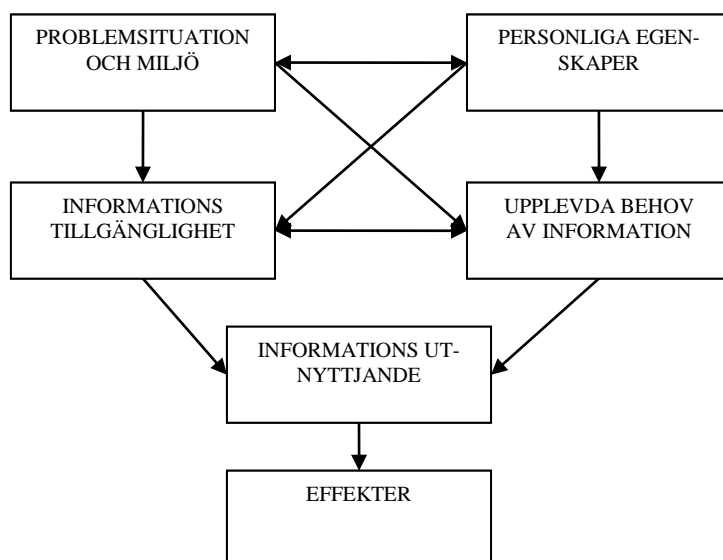 PROBLEMSITUATION
OCH MILJÖ
PERSONLIGA EGEN-
SKAPER
INFORMATIONS
TILLGÄNGLIGHET
UPPLEVDA BEHOV
AV INFORMATION
INFORMATIONS UT-
NYTTJANDE
EFFEKTER